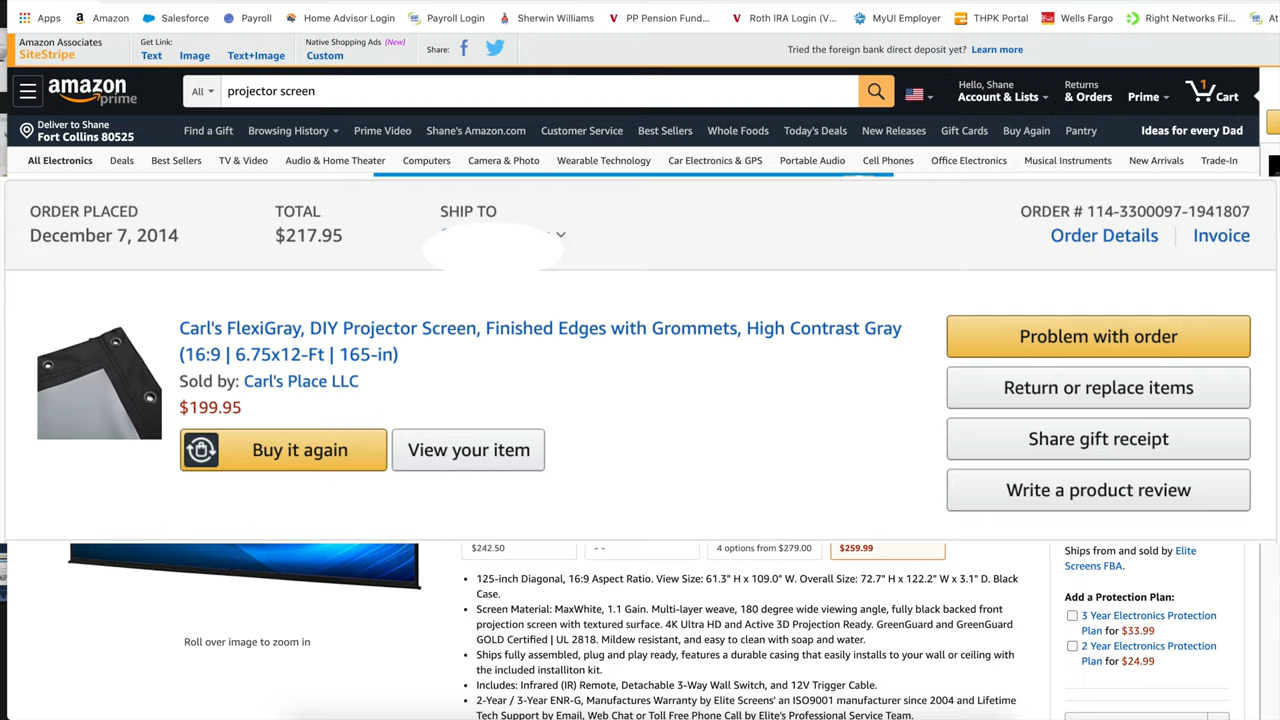 Apps Amazon Salesforce Payroll Home Advisor Login Payroll Login Sherwin Williams PP Pension Fund... Roth IRA Login (V... MyUI Employer THPK Portal Wells Fargo Right Networks Fil... At
Amazon Associates
SiteStripe
Get Link:
Text Image Text+Image
Native Shopping Ads (New)
Custom
Share:
Tried the foreign bank direct deposit yet? Learn more
amazon prime
All projector screen
Hello, Shane
Account & Lists
Returns
& Orders
Prime
1
Cart
Deliver to Shane
Fort Collins 80525
Find a Gift Browsing History Prime Video Shane's Amazon.com Customer Service Best Sellers Whole Foods Today's Deals New Releases Gift Cards Buy Again Pantry Ideas for every Dad
All Electronics Deals Best Sellers TV & Video Audio & Home Theater Computers Camera & Photo Wearable Technology Car Electronics & GPS Portable Audio Cell Phones Office Electronics Musical Instruments New Arrivals Trade-In
ORDER PLACED TOTAL SHIP TO ORDER # 114-3300097-1941807
December 7, 2014 $217.95 Order Details Invoice
Carl's FlexiGray, DIY Projector Screen, Finished Edges with Grommets, High Contrast Gray
(16:9 | 6.75x12-Ft | 165-in)
Sold by: Carl's Place LLC
$199.95
Buy it again View your item
Problem with order
Return or replace items
Share gift receipt
Write a product review
$242.50 -- 4 options from $279.00 $259.99
• 125-inch Diagonal, 16:9 Aspect Ratio. View Size: 61.3" H x 109.0" W. Overall Size: 72.7" H x 122.2" W x 3.1" D. Black
Case.
• Screen Material: MaxWhite, 1.1 Gain. Multi-layer weave, 180 degree wide viewing angle, fully black backed front
projection screen with textured surface. 4K Ultra HD and Active 3D Projection Ready. GreenGuard and GreenGuard
GOLD Certified | UL 2818. Mildew resistant, and easy to clean with soap and water.
• Ships fully assembled, plug and play ready, features a durable casing that easily installs to your wall or ceiling with
the included installiton kit.
• Includes: Infrared (IR) Remote, Detachable 3-Way Wall Switch, and 12V Trigger Cable.
• 2-Year / 3-Year ENR-G, Manufactures Warranty by Elite Screens' an ISO9001 manufacturer since 2004 and Lifetime
Tech Support by Email, Web Chat or Toll Free Phone Call by Elite's Professional Service Team.
Roll over image to zoom in
Ships from and sold by Elite
Screens FBA.
Add a Protection Plan:
3 Year Electronics Protection
Plan for $33.99
2 Year Electronics Protection
Plan for $24.99